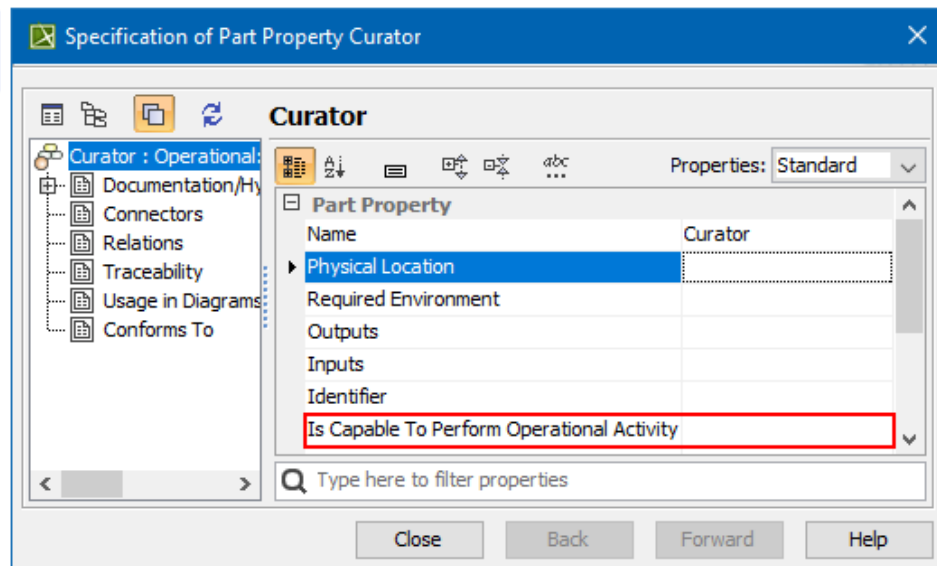 Specification of Part Property Curator
Curator
Curator : Operational:
Documentation/Hy
Connectors
Relations
Traceability
Usage in Diagrams
Conforms To
Properties: Standard
Part Property
Name Curator
Physical Location
Required Environment
Outputs
Inputs
Identifier
Is Capable To Perform Operational Activity
Type here to filter properties
Close Back Forward Help